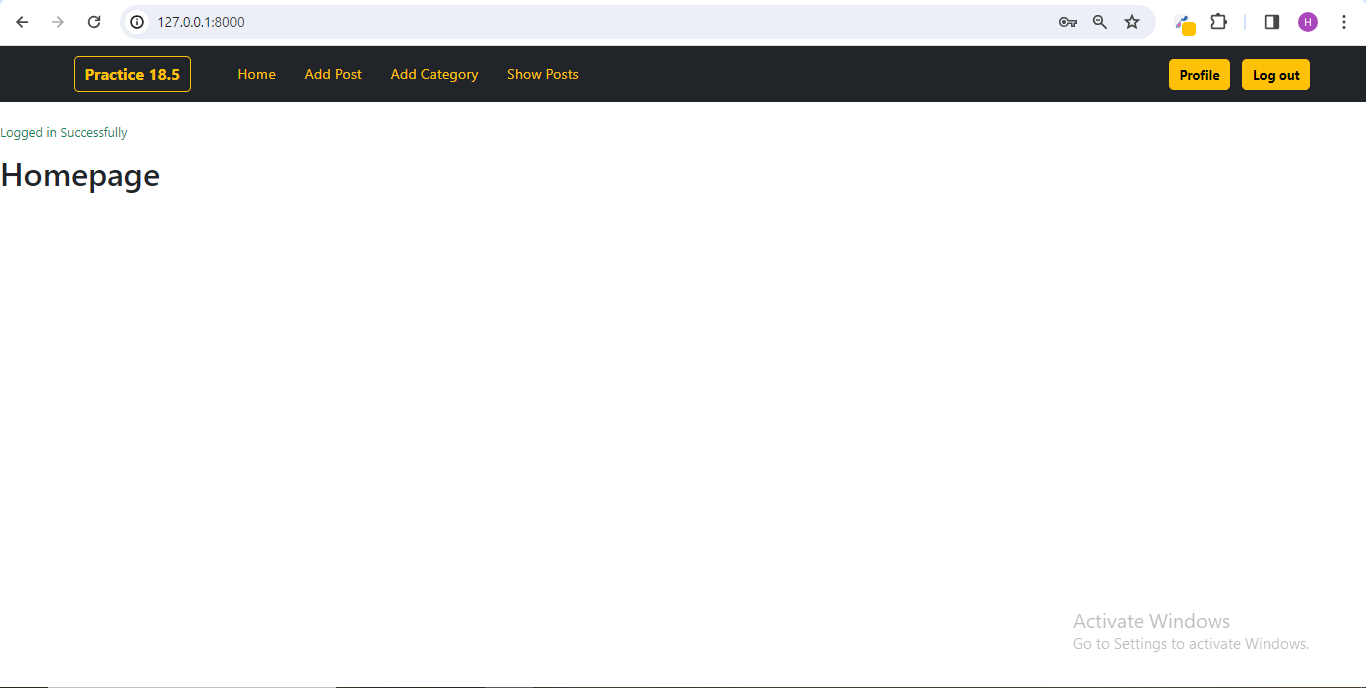 127.0.0.1:8000
H
Practice 18.5 Home Add Post Add Category Show Posts Profile Log out
Logged in Successfully
Homepage
Activate Windows
Go to Settings to activate Windows.